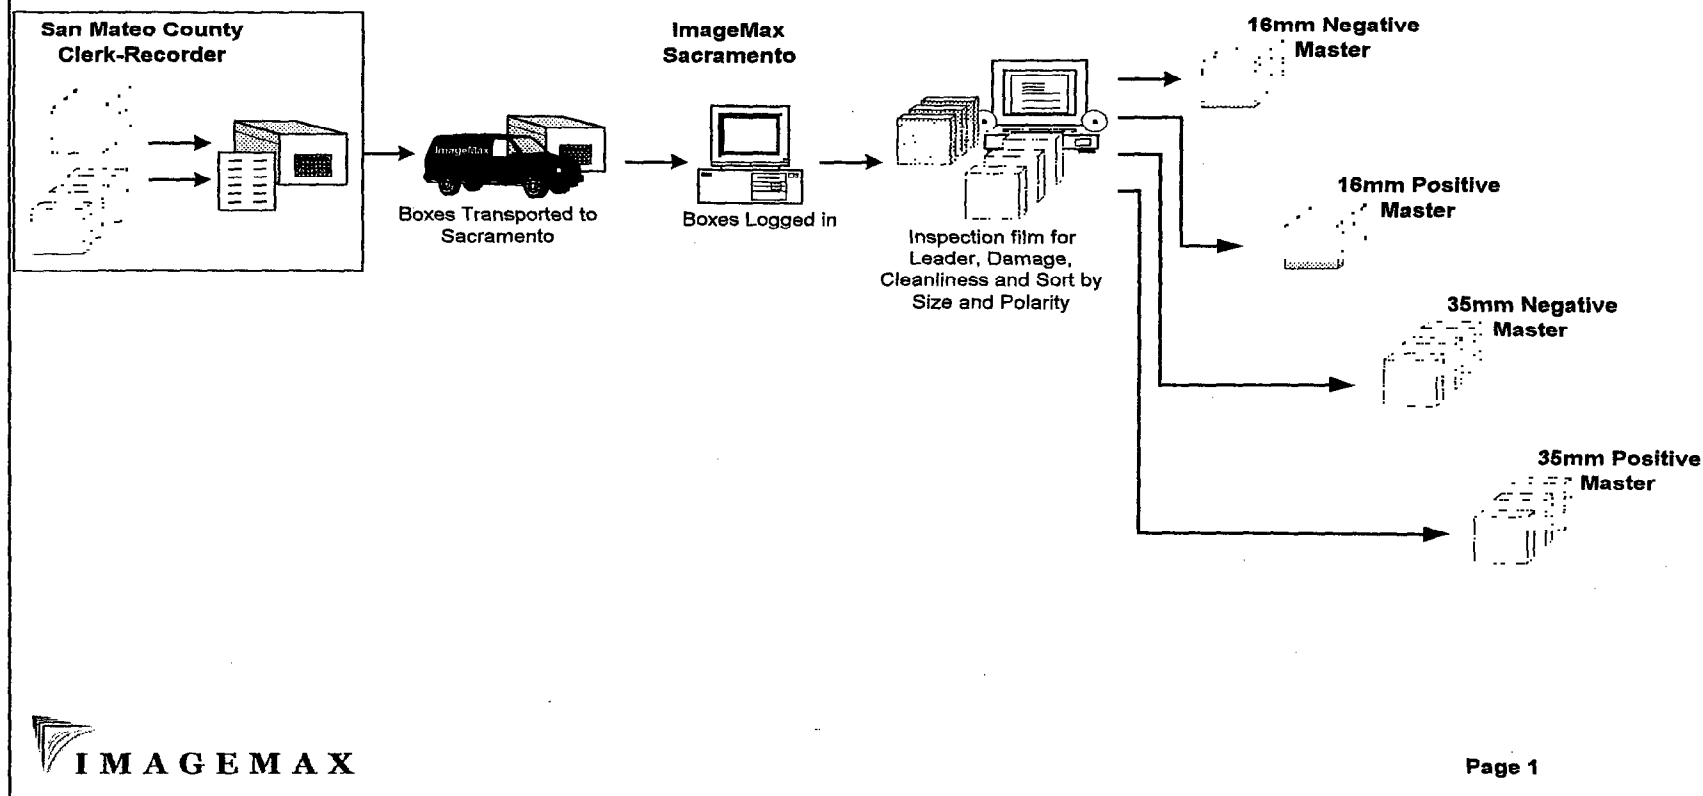 San Mateo County
Clerk-Recorder
ImageMax
Sacramento
16mm Negative
Master
ImageMax
Boxes Transported to
Sacramento
Boxes Logged in
Inspection film for
Leader, Damage,
Cleanliness and Sort by
Size and Polarity
16mm Positive
Master
35mm Negative
Master
35mm Positive
Master
IMAGEMAX
Page 1